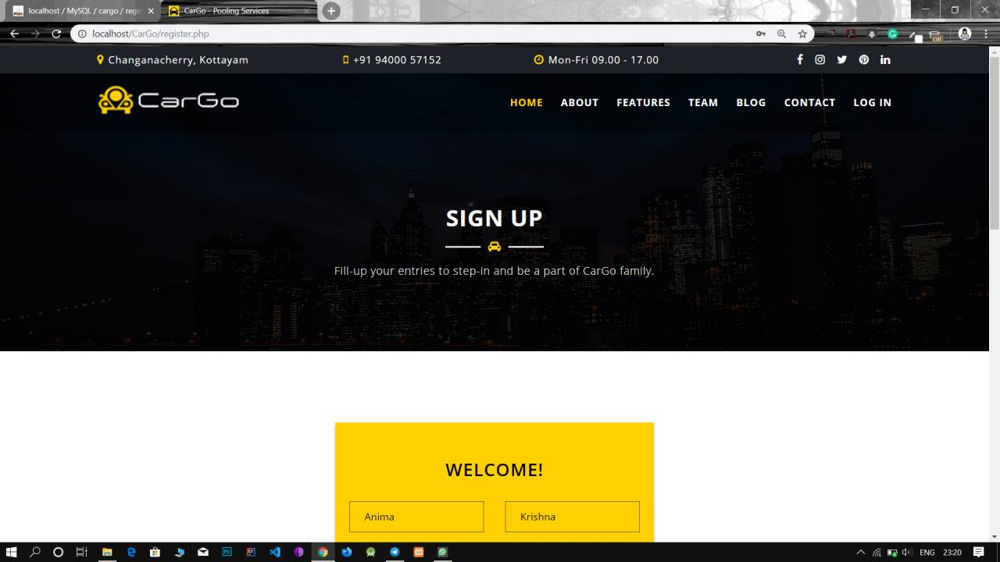 localhost / MySQL / cargo / regis
CarGo - Pooling Services
localhost/CarGo/register.php
Off
Changanacherry, Kottayam
+91 94000 57152
Mon-Fri 09.00 - 17.00
CarGo
HOME ABOUT FEATURES TEAM BLOG CONTACT LOG IN
SIGN UP
Fill-up your entries to step-in and be a part of CarGo family.
WELCOME!
Anima Krishna
ENG 23:20